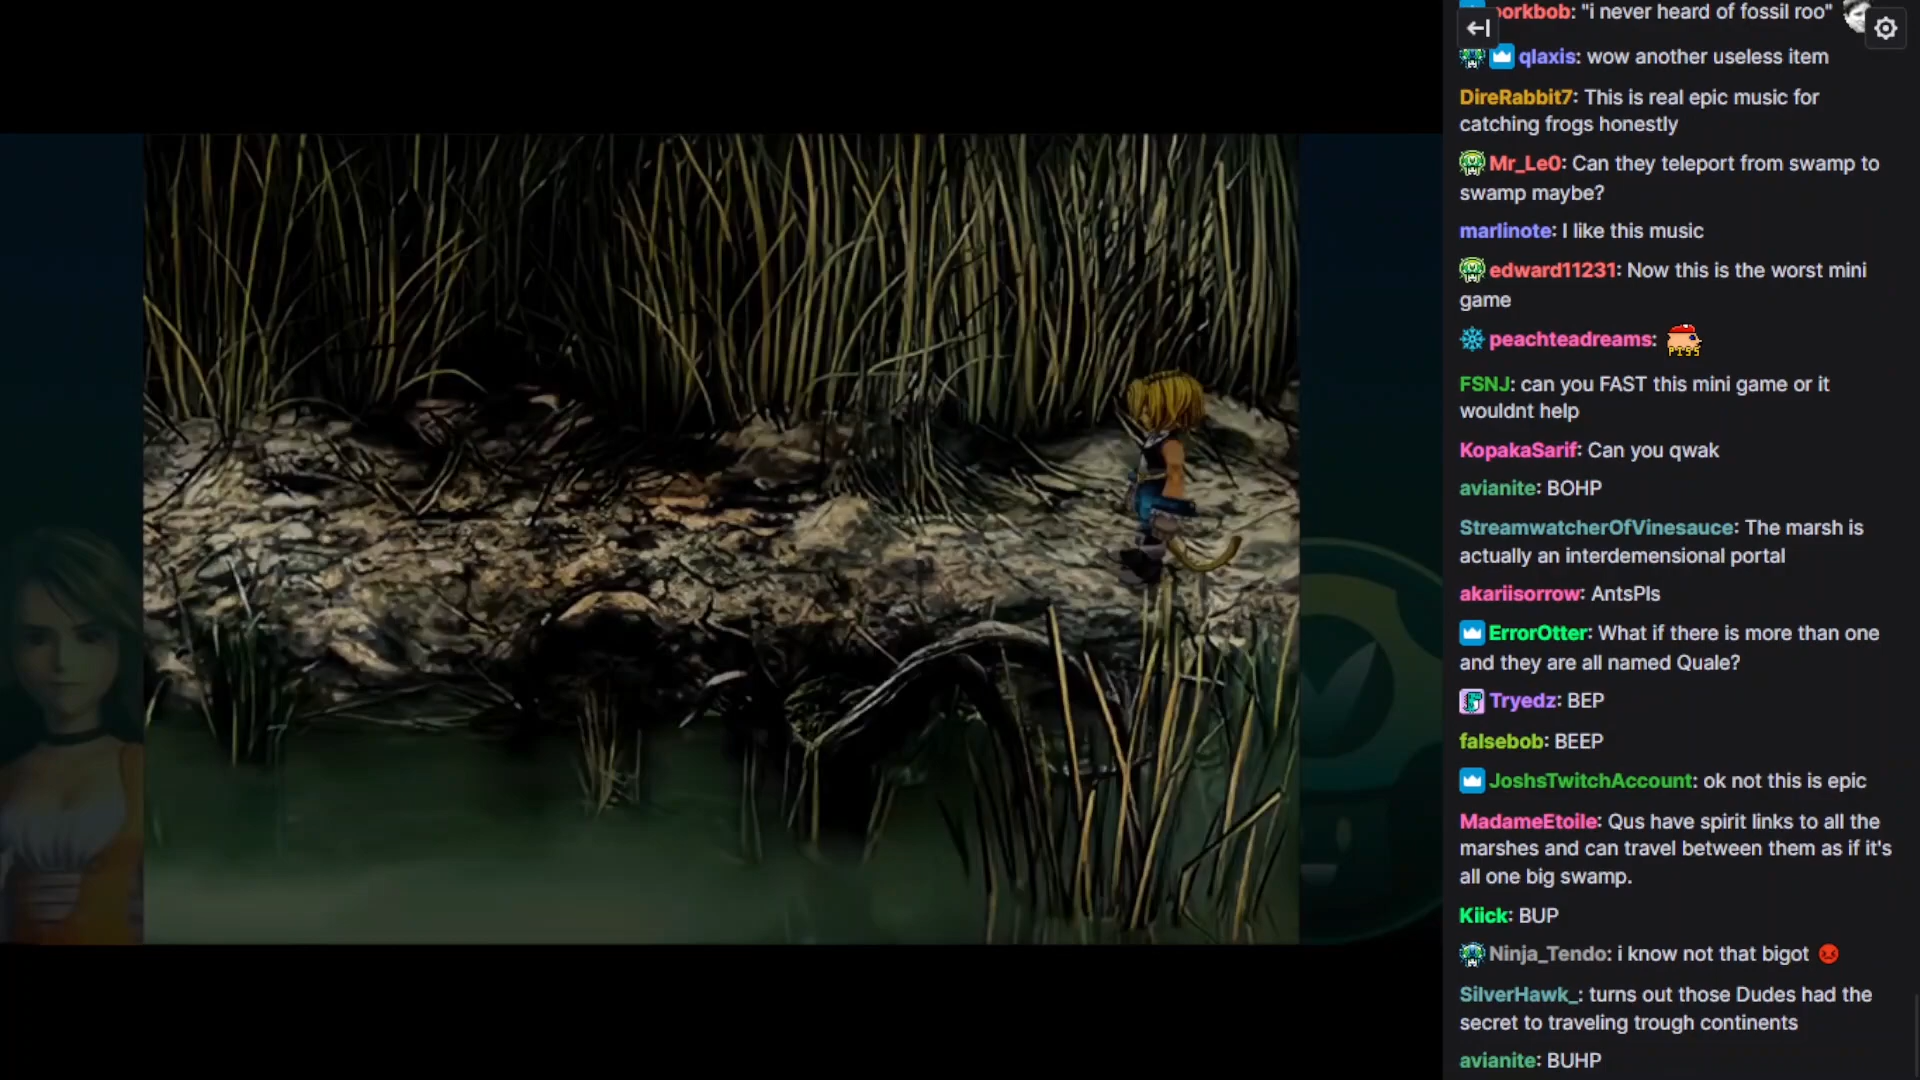 porkbob: "i never heard of fossil roo"
qlaxis: wow another useless item
DireRabbit7: This is real epic music for
catching frogs honestly
Mr_Le0: Can they teleport from swamp to
swamp maybe?
marlinote: I like this music
edward11231: Now this is the worst mini
game
peachteadreams: PISS
FSNJ: can you FAST this mini game or it
wouldnt help
KopakaSarif: Can you qwak
avianite: BOHP
StreamwatcherOfVinesauce: The marsh is
actually an interdemensional portal
akariisorrow: AntsPls
ErrorOtter: What if there is more than one
and they are all named Quale?
Tryedz: BEP
falsebob: BEEP
JoshsTwitchAccount: ok not this is epic
MadameEtoile: Qus have spirit links to all the
marshes and can travel between them as if it's
all one big swamp.
Kiick: BUP
Ninja_Tendo: i know not that bigot
SilverHawk_: turns out those Dudes had the
secret to traveling trough continents
avianite: BUHP